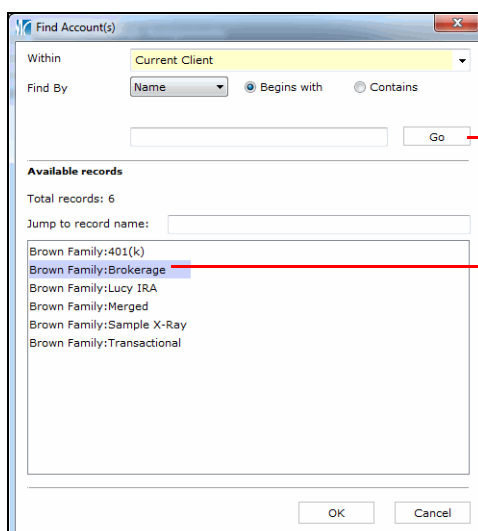 Find Account(s)
Within Current Client
Find By Name Begins with Contains
Go
Available records
Total records: 6
Jump to record name:
Brown Family:401(k)
Brown Family:Brokerage
Brown Family:Lucy IRA
Brown Family:Merged
Brown Family:Sample X-Ray
Brown Family:Transactional
OK Cancel